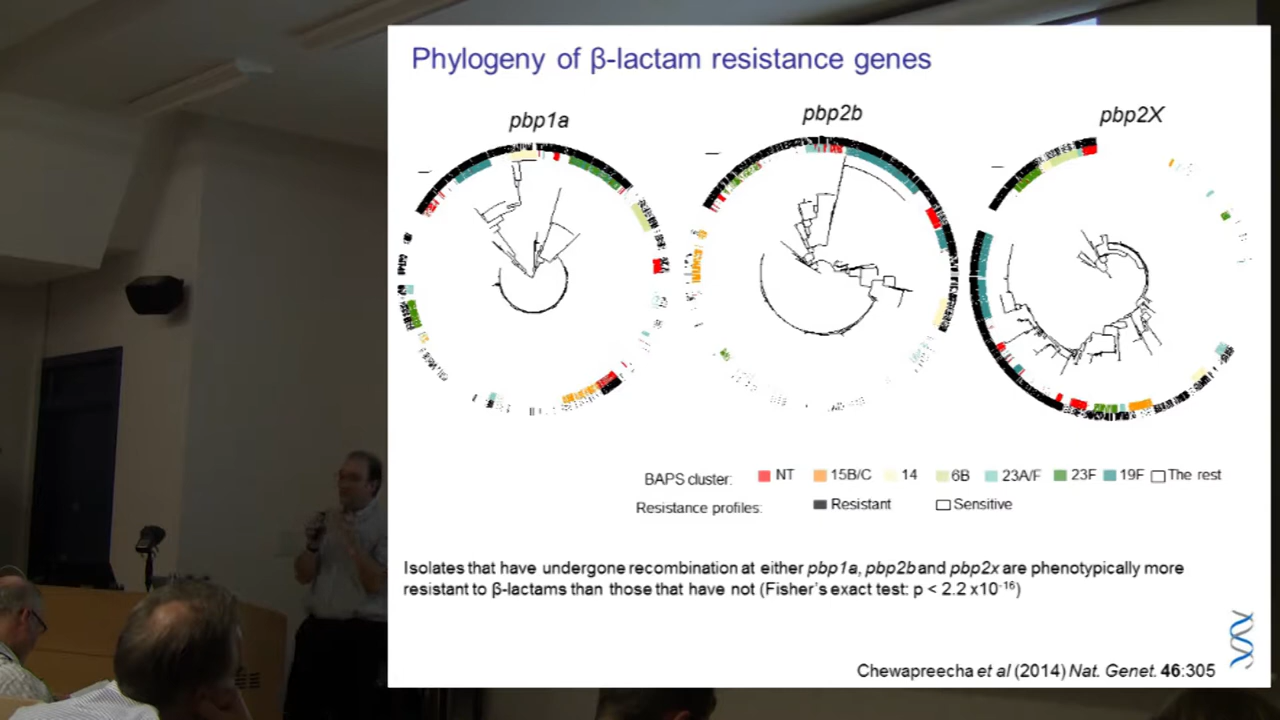 Phylogeny of β-lactam resistance genes
pbp1a
pbp2b
pbp2X
BAPS cluster: NT 15B/C 14 6B 23A/F 23F 19F The rest
Resistance profiles: Resistant Sensitive
Isolates that have undergone recombination at either pbp1a, pbp2b and pbp2x are phenotypically more
resistant to β-lactams than those that have not (Fisher's exact test: p < 2.2 x10⁻¹⁶)
Chewapreecha et al (2014) Nat. Genet. 46:305